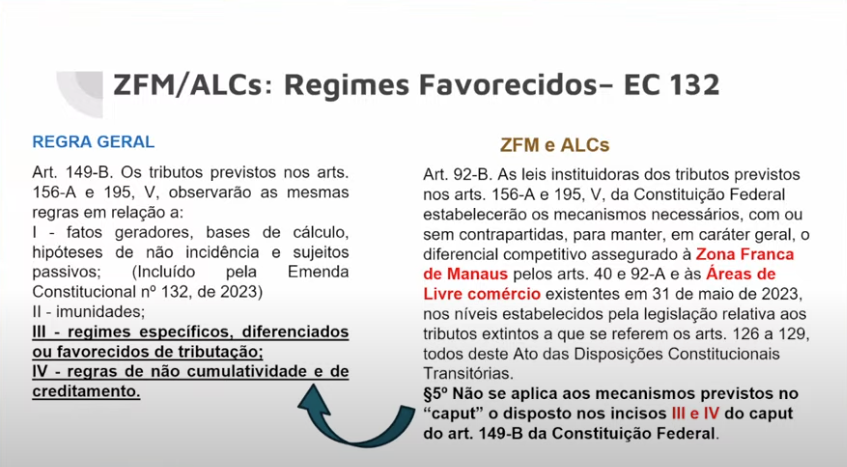 ZFM/ALCs: Regimes Favorecidos– EC 132
REGRA GERAL
Art. 149-B. Os tributos previstos nos arts.
156-A e 195, V, observarão as mesmas
regras em relação a:
I - fatos geradores, bases de cálculo,
hipóteses de não incidência e sujeitos
passivos; (Incluído pela Emenda
Constitucional nº 132, de 2023)
II - imunidades;
III - regimes específicos, diferenciados
ou favorecidos de tributação;
IV - regras de não cumulatividade e de
creditamento.
ZFM e ALCs
Art. 92-B. As leis instituidoras dos tributos previstos
nos arts. 156-A e 195, V, da Constituição Federal
estabelecerão os mecanismos necessários, com ou
sem contrapartidas, para manter, em caráter geral, o
diferencial competitivo assegurado à Zona Franca
de Manaus pelos arts. 40 e 92-A e às Áreas de
Livre comércio existentes em 31 de maio de 2023,
nos níveis estabelecidos pela legislação relativa aos
tributos extintos a que se referem os arts. 126 a 129,
todos deste Ato das Disposições Constitucionais
Transitórias.
§5º Não se aplica aos mecanismos previstos no
“caput” o disposto nos incisos III e IV do caput
do art. 149-B da Constituição Federal.